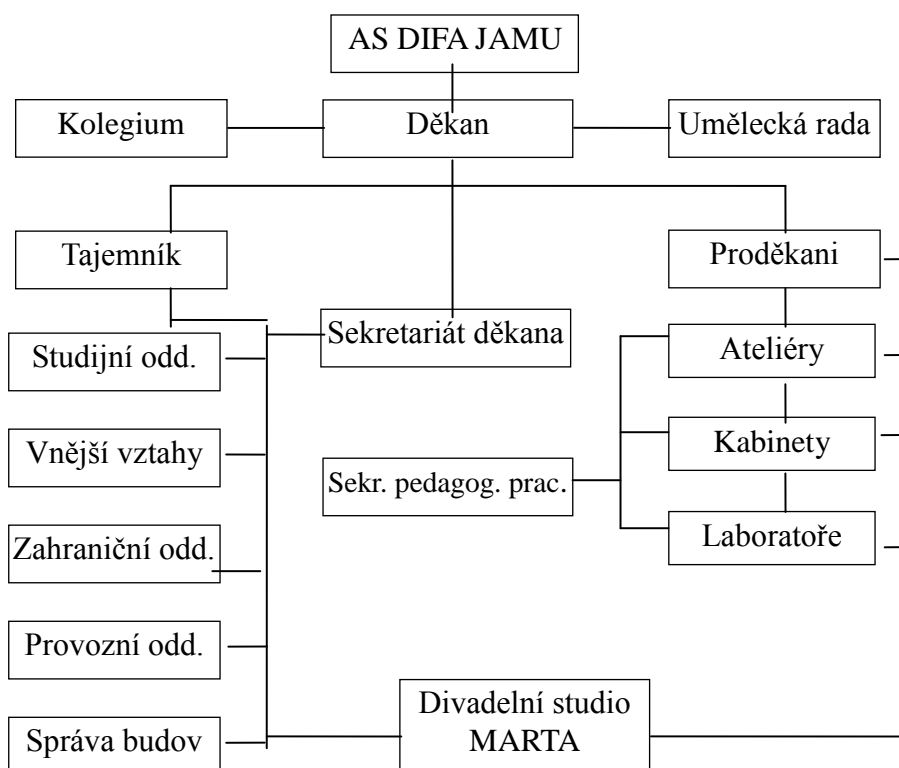 AS DIFA JAMU
Kolegium
Děkan
Umělecká rada
Tajemník
Proděkani
Sekretariát děkana
Studijní odd.
Ateliéry
Vnější vztahy
Kabinety
Sekr. pedagog. prac.
Zahraniční odd.
Laboratoře
Provozní odd.
Divadelní studio
MARTA
Správa budov